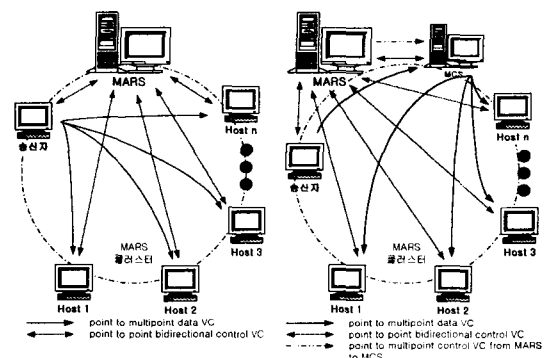 MARS
송신자
Host n
Host 3
MARS
클러스터
Host 1
Host 2
point to multipoint data VC
point to point bidirectional control VC
MARS
MCS
Host n
송신자
Host 3
MARS
클러스터
Host 1
Host 2
point to multipoint data VC
point to point bidirectional control VC
point to multipoint control VC from MARS
to MCS